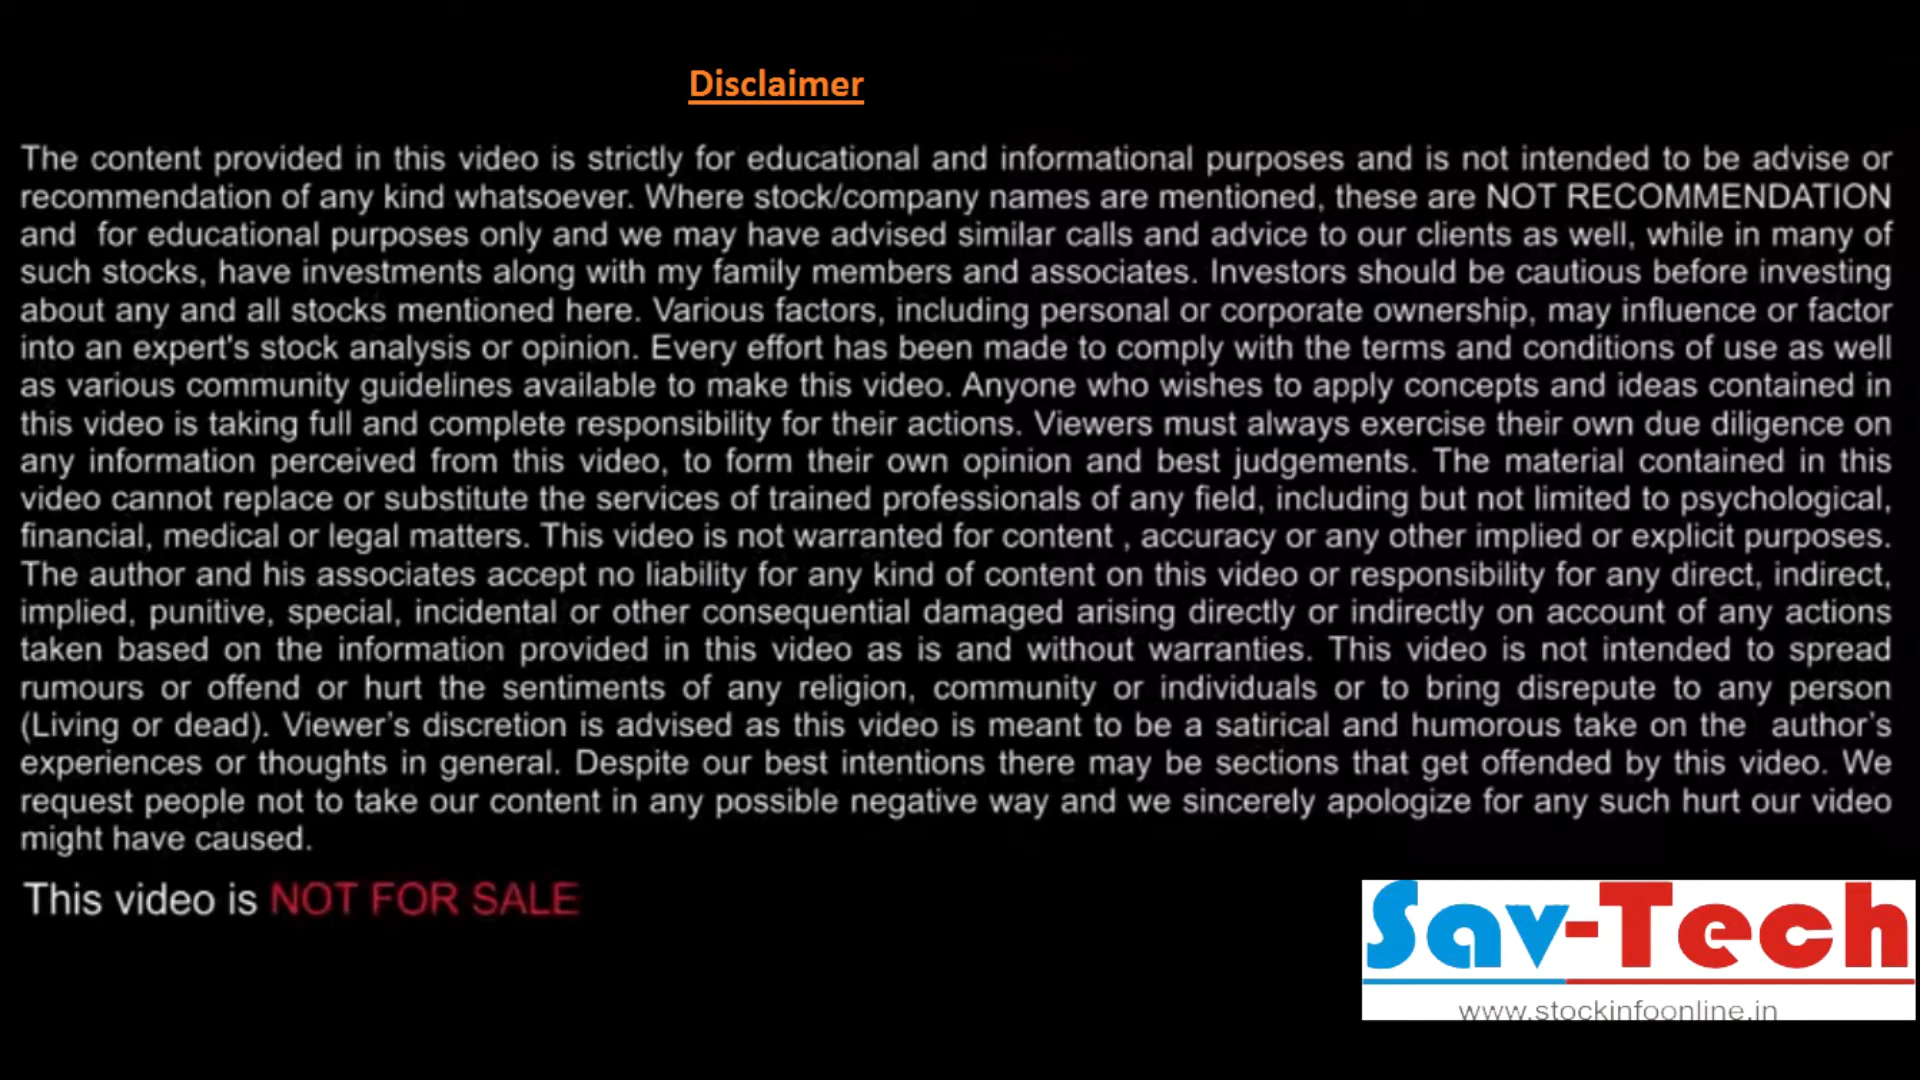 Disclaimer
The content provided in this video is strictly for educational and informational purposes and is not intended to be advise or
recommendation of any kind whatsoever. Where stock/company names are mentioned, these are NOT RECOMMENDATION
and for educational purposes only and we may have advised similar calls and advice to our clients as well, while in many of
such stocks, have investments along with my family members and associates. Investors should be cautious before investing
about any and all stocks mentioned here. Various factors, including personal or corporate ownership, may influence or factor
into an expert's stock analysis or opinion. Every effort has been made to comply with the terms and conditions of use as well
as various community guidelines available to make this video. Anyone who wishes to apply concepts and ideas contained in
this video is taking full and complete responsibility for their actions. Viewers must always exercise their own due diligence on
any information perceived from this video, to form their own opinion and best judgements. The material contained in this
video cannot replace or substitute the services of trained professionals of any field, including but not limited to psychological,
financial, medical or legal matters. This video is not warranted for content , accuracy or any other implied or explicit purposes.
The author and his associates accept no liability for any kind of content on this video or responsibility for any direct, indirect,
implied, punitive, special, incidental or other consequential damaged arising directly or indirectly on account of any actions
taken based on the information provided in this video as is and without warranties. This video is not intended to spread
rumours or offend or hurt the sentiments of any religion, community or individuals or to bring disrepute to any person
(Living or dead). Viewer’s discretion is advised as this video is meant to be a satirical and humorous take on the author’s
experiences or thoughts in general. Despite our best intentions there may be sections that get offended by this video. We
request people not to take our content in any possible negative way and we sincerely apologize for any such hurt our video
might have caused.
This video is NOT FOR SALE
Sav-Tech
www.stockinfoonline.in